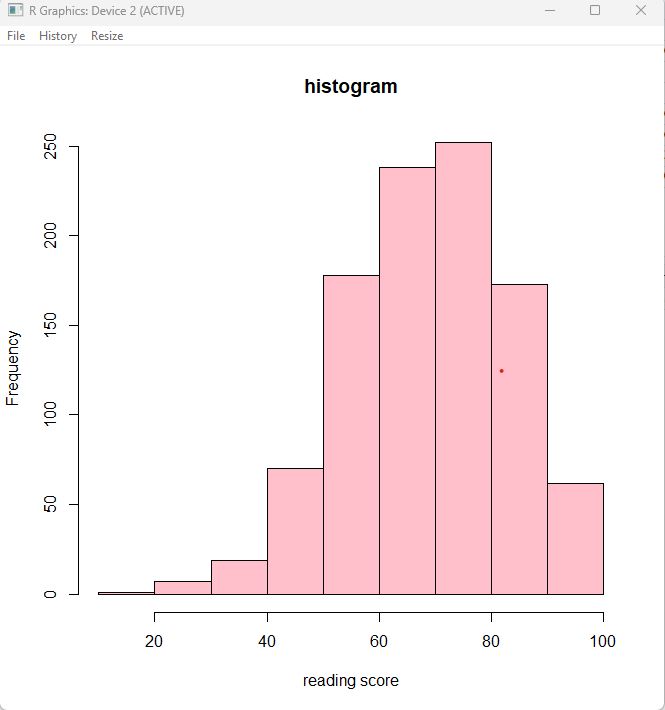 R Graphics: Device 2 (ACTIVE)
File History Resize
histogram
Frequency
250
200
150
100
50
0
20 40 60 80 100
reading score